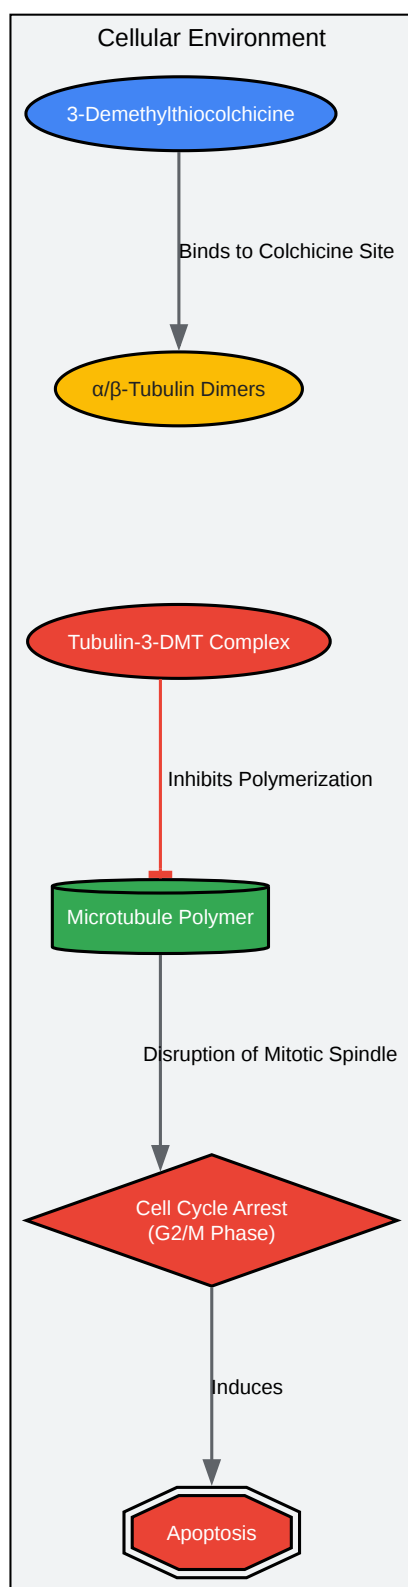 Cellular Environment
3-Demethylthiocolchicine
Binds to Colchicine Site
α/β-Tubulin Dimers
Tubulin-3-DMT Complex
Inhibits Polymerization
Microtubule Polymer
Disruption of Mitotic Spindle
Cell Cycle Arrest
(G2/M Phase)
Induces
Apoptosis